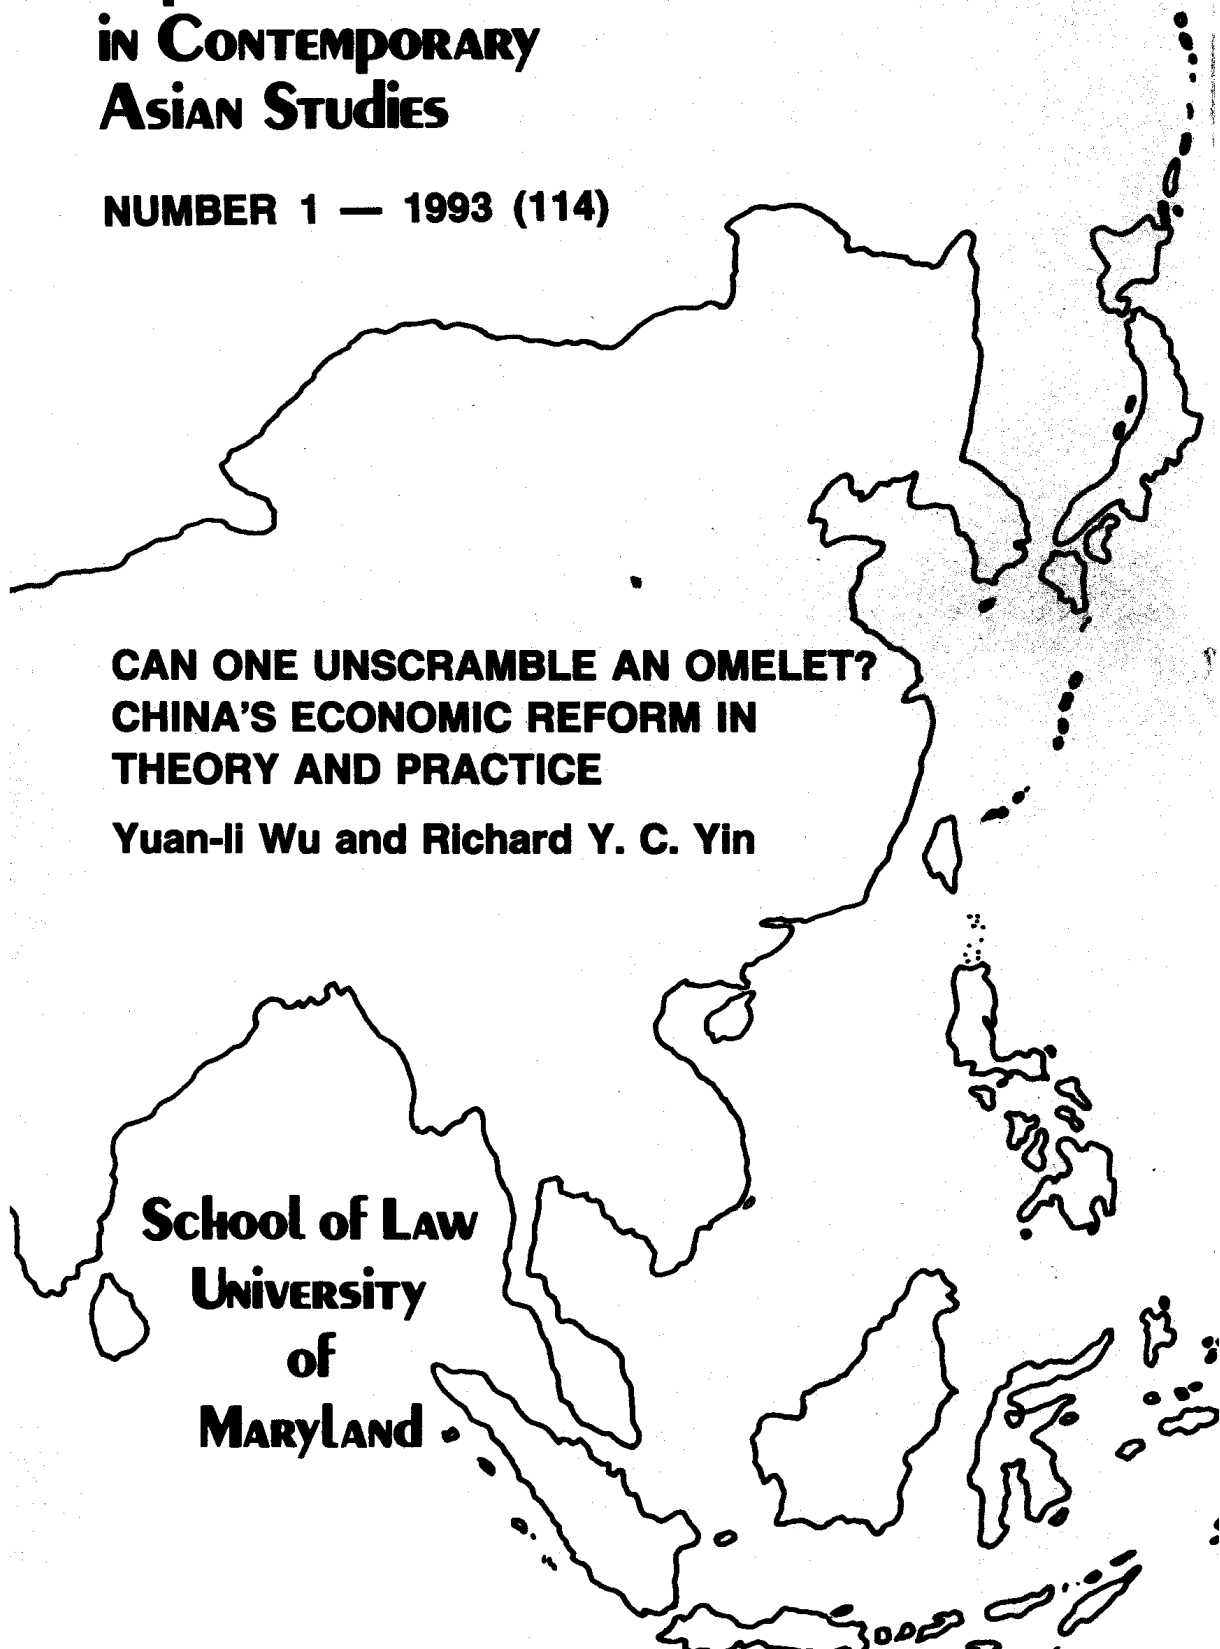 in Contemporary
Asian Studies
NUMBER 1 — 1993 (114)
CAN ONE UNSCRAMBLE AN OMELET?
CHINA'S ECONOMIC REFORM IN
THEORY AND PRACTICE
Yuan-li Wu and Richard Y. C. Yin
School of Law
University
of
Maryland